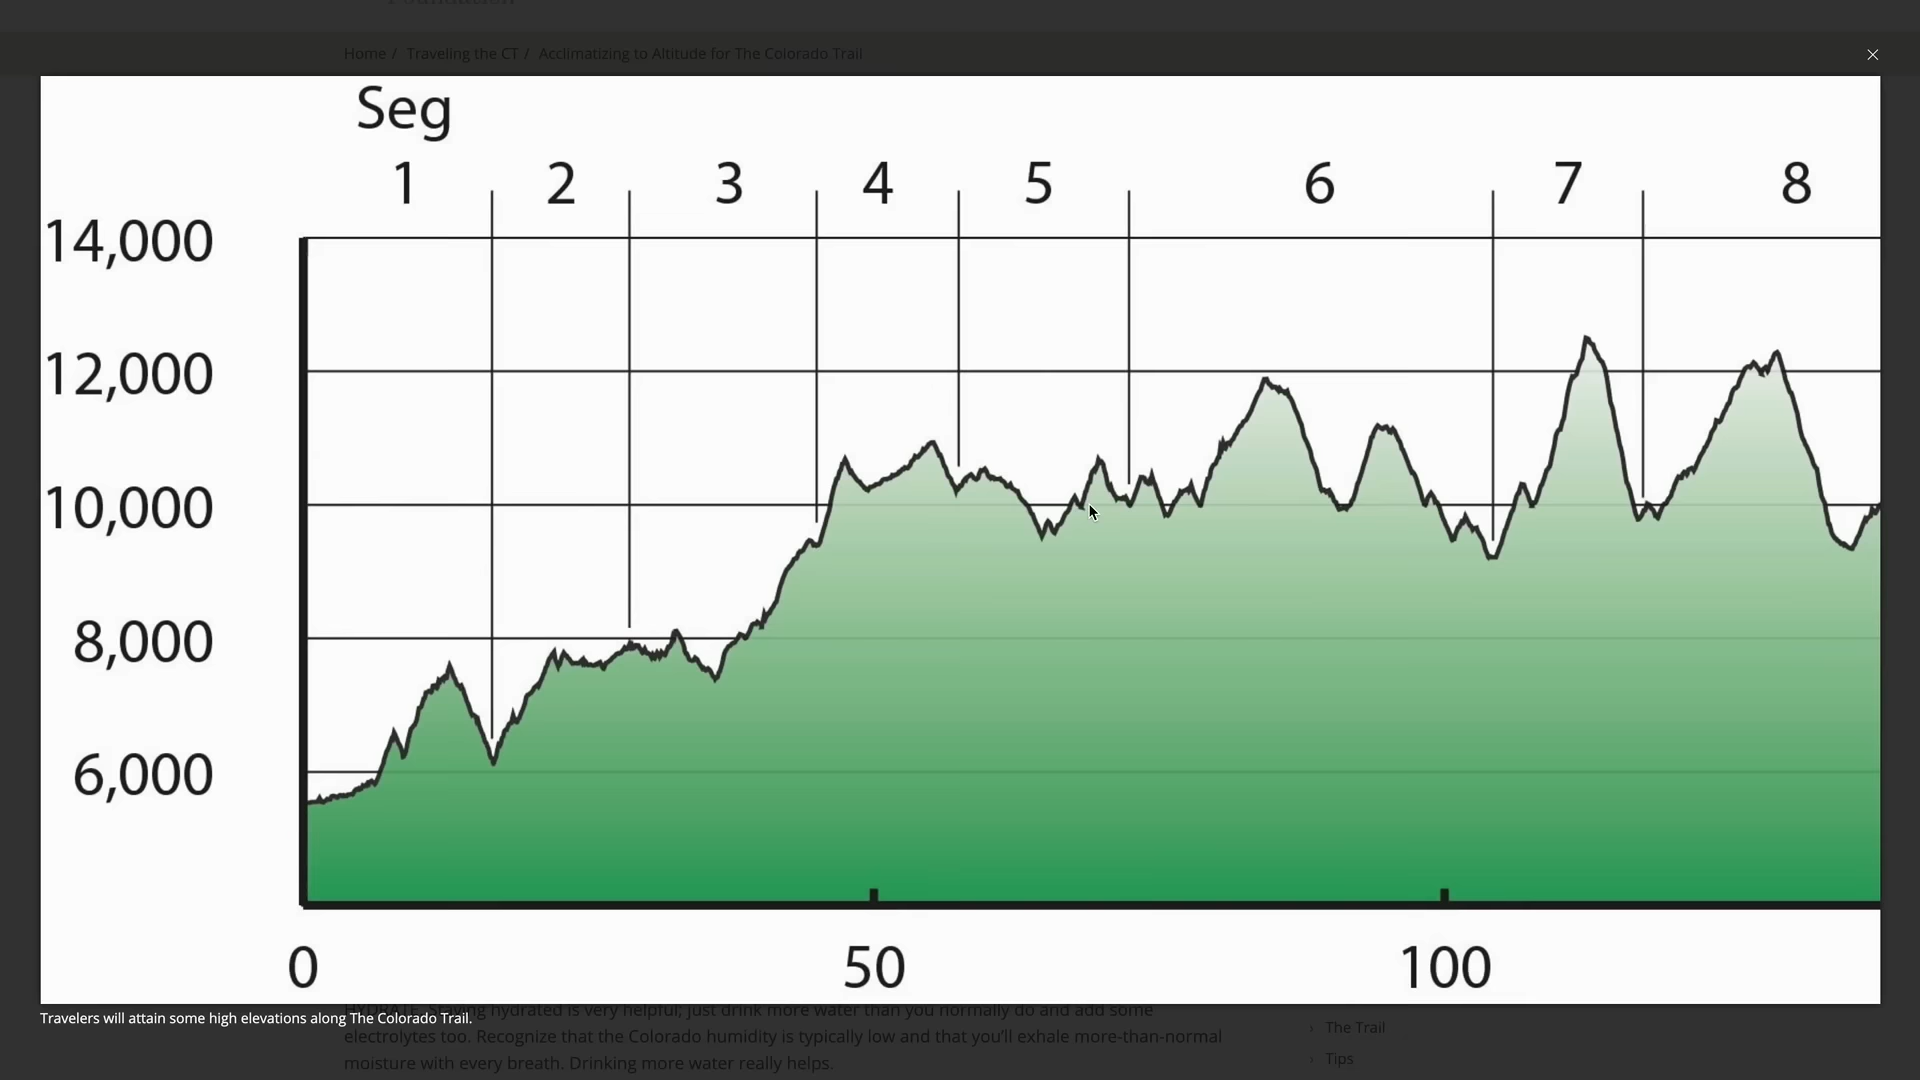 Foundation
Home / Traveling the CT / Acclimatizing to Altitude for The Colorado Trail
Seg
1 2 3 4 5 6 7 8
14,000
12,000
10,000
8,000
6,000
0 50 100
HYDRATE. Staying hydrated is very helpful; just drink more water than you normally do and add some
Travelers will attain some high elevations along The Colorado Trail.
electrolytes too. Recognize that the Colorado humidity is typically low and that you'll exhale more-than-normal
moisture with every breath. Drinking more water really helps.
› The Trail
› Tips